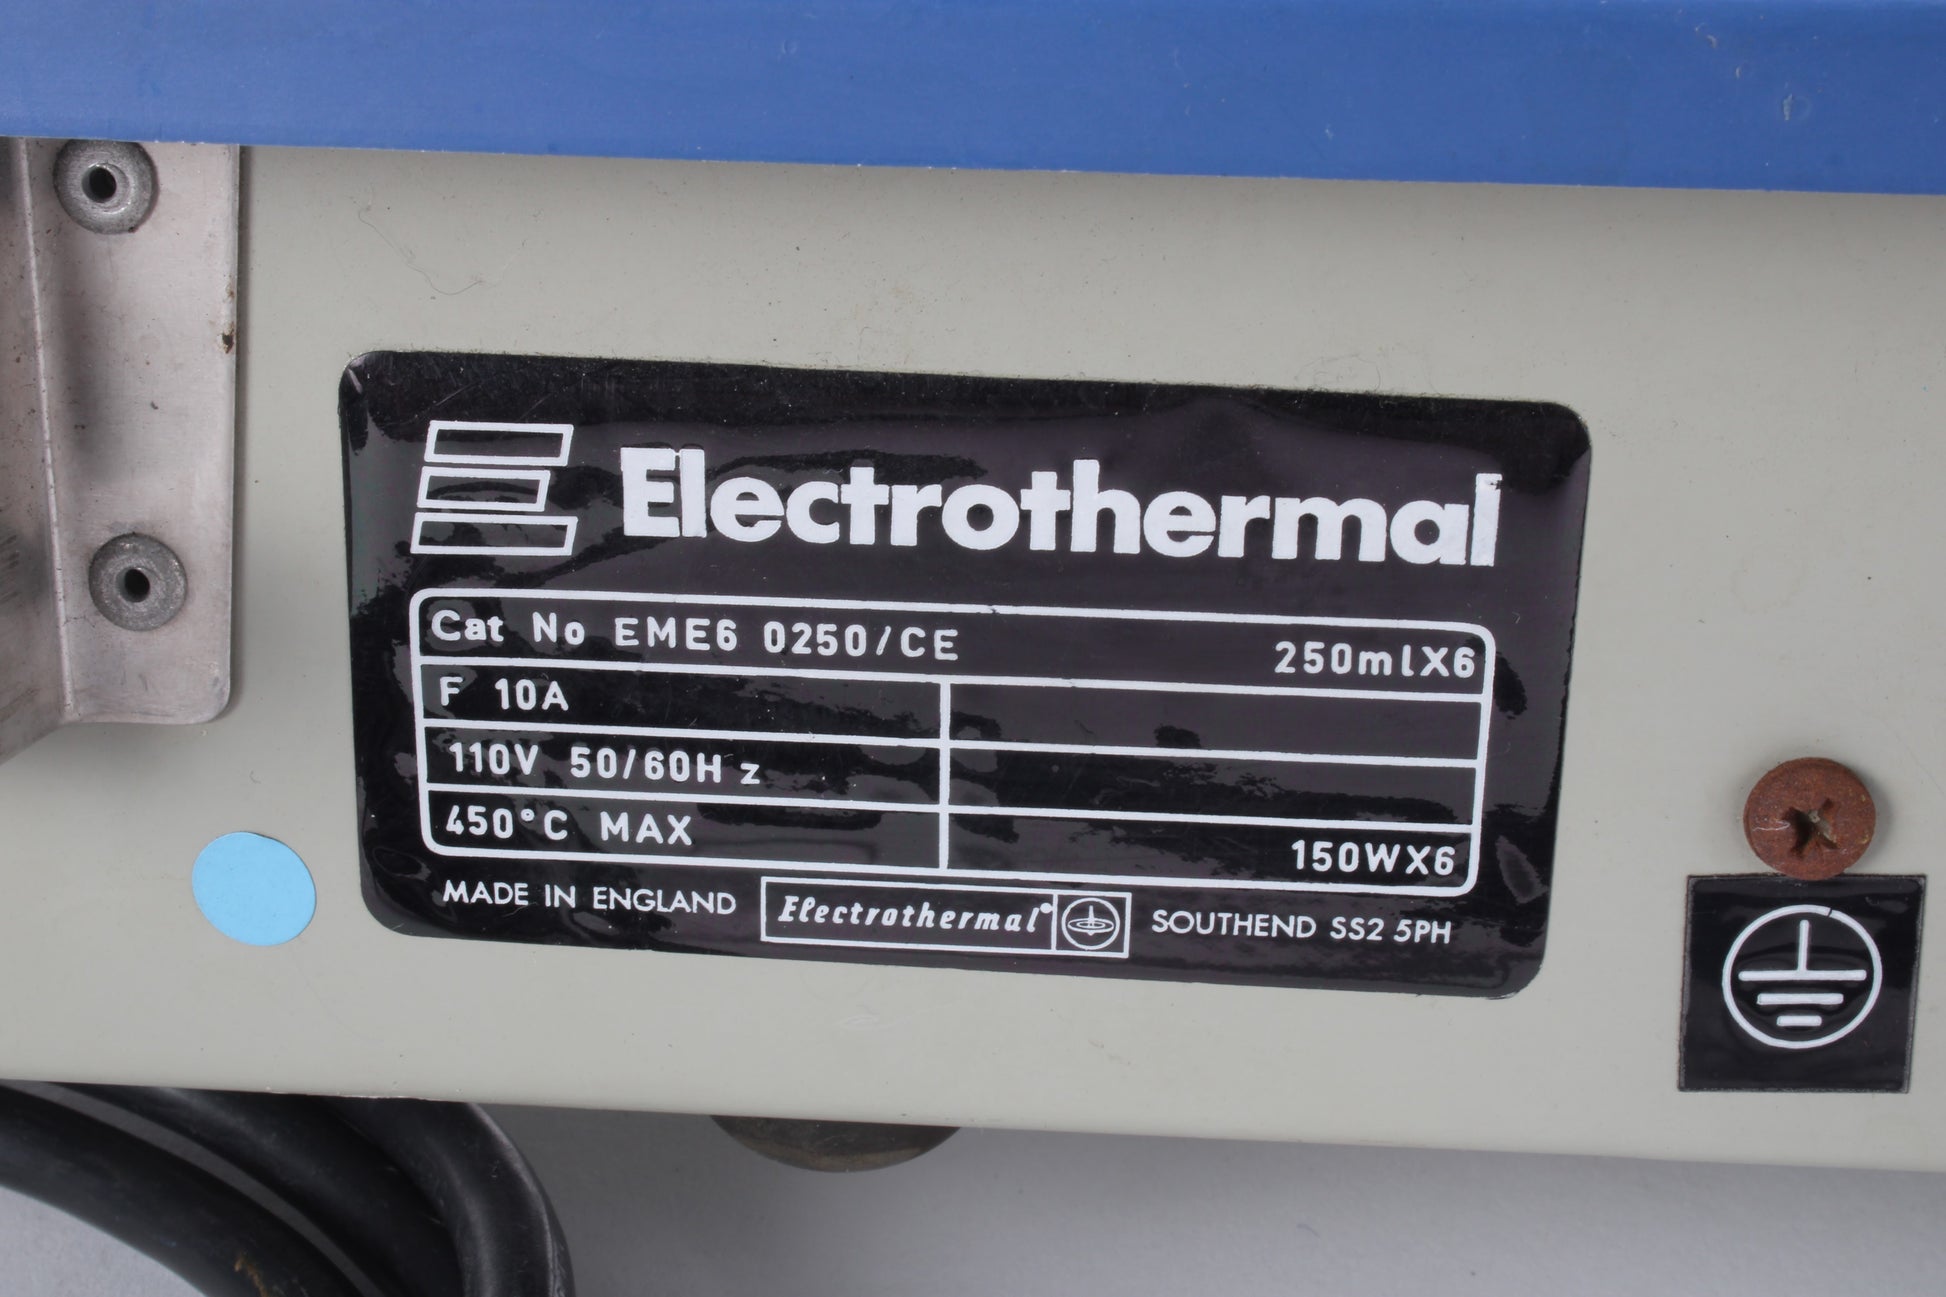 Electrothermal
Cat No EME6 0250/CE 250mlX6
F 10A
110V 50/60Hz
450°C MAX 150WX6
MADE IN ENGLAND Electrothermal SOUTHEND SS2 5PH